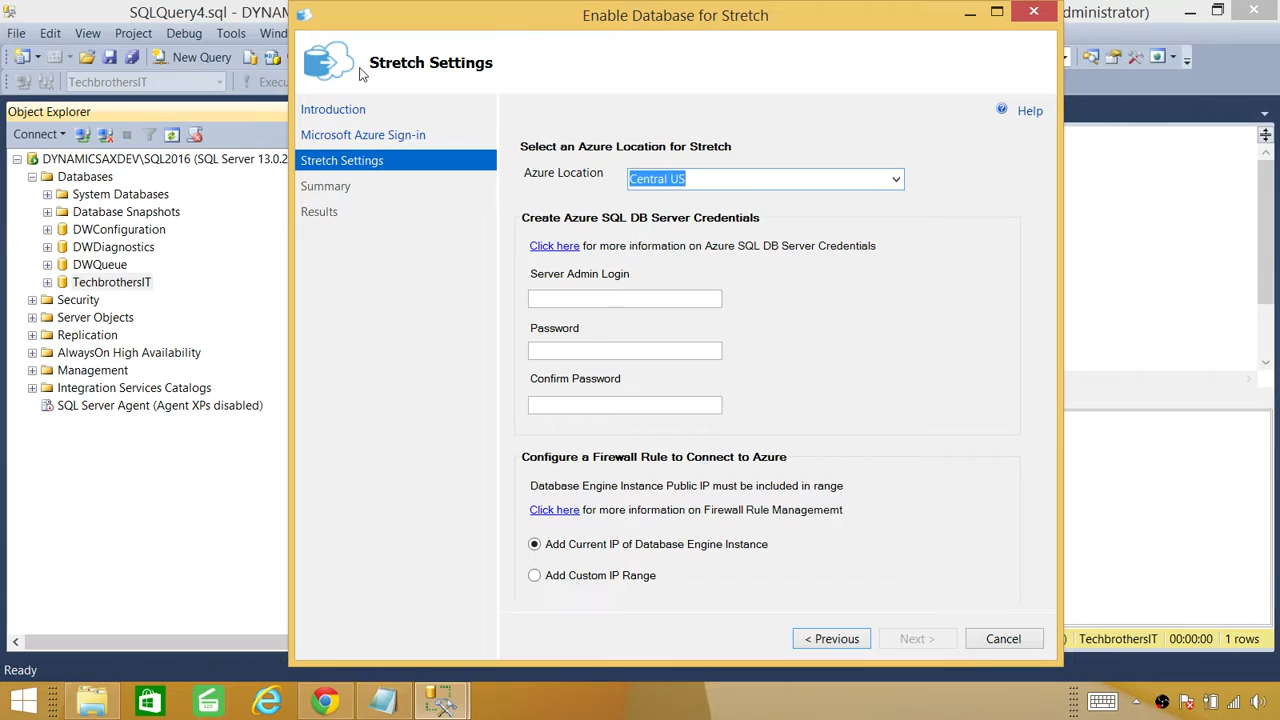 SQLQuery4.sql - DYNAM
Enable Database for Stretch
dministrator)
File Edit View Project Debug Tools Wind
New Query
TechbrothersIT
Execu
Stretch Settings
Object Explorer
Connect
DYNAMICSAXDEV\SQL2016 (SQL Server 13.0.2
Databases
System Databases
Database Snapshots
DWConfiguration
DWDiagnostics
DWQueue
TechbrothersIT
Security
Server Objects
Replication
AlwaysOn High Availability
Management
Integration Services Catalogs
SQL Server Agent (Agent XPs disabled)
Introduction
Microsoft Azure Sign-in
Stretch Settings
Summary
Results
Help
Select an Azure Location for Stretch
Azure Location
Central US
Create Azure SQL DB Server Credentials
Click here for more information on Azure SQL DB Server Credentials
Server Admin Login
Password
Confirm Password
Configure a Firewall Rule to Connect to Azure
Database Engine Instance Public IP must be included in range
Click here for more information on Firewall Rule Managememt
Add Current IP of Database Engine Instance
Add Custom IP Range
< Previous
Next >
Cancel
TechbrothersIT 00:00:00 1 rows
Ready